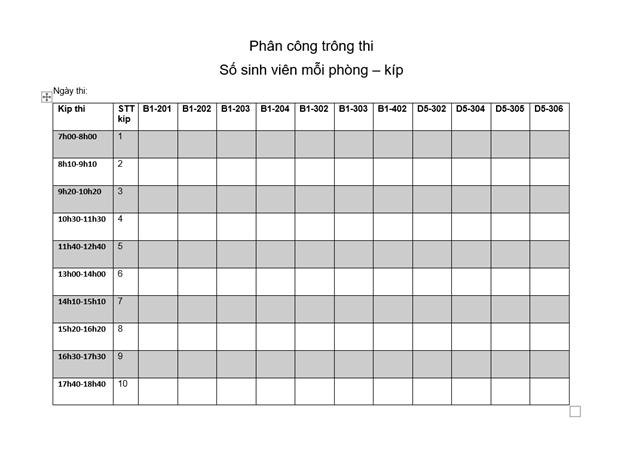 Phân công trông thi
Số sinh viên mỗi phòng – kíp
Ngày thi:
Kíp thi STT kíp B1-201 B1-202 B1-203 B1-204 B1-302 B1-303 B1-402 D5-302 D5-304 D5-305 D5-306
7h00-8h00 1
8h10-9h10 2
9h20-10h20 3
10h30-11h30 4
11h40-12h40 5
13h00-14h00 6
14h10-15h10 7
15h20-16h20 8
16h30-17h30 9
17h40-18h40 10